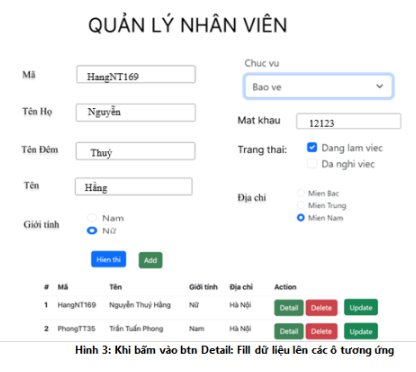 QUẢN LÝ NHÂN VIÊN
Mã HangNT169
Chuc vu
Bao ve
Tên Họ Nguyễn
Mat khau 12123
Tên Đêm Thuý
Trang thai: Dang lam viec
Da nghi viec
Tên Hằng
Địa chi Mien Bac
Mien Trung
Mien Nam
Giới tính Nam
Nữ
Hien thi Add
# Mã Tên Giới tính Địa chi Action
1 HangNT169 Nguyễn Thuý Hằng Nữ Hà Nội Detail Delete Update
2 PhongTT35 Trần Tuấn Phong Nam Hà Nội Detail Delete Update
Hình 3: Khi bấm vào btn Detail: Fill dữ liệu lên các ô tương ứng